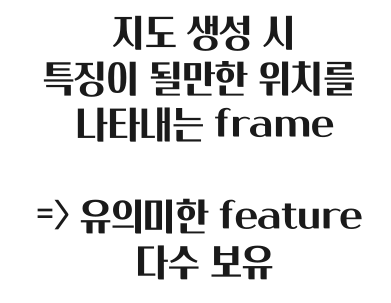 지도 생성 시
특징이 될만한 위치를
나타내는 frame
=> 유의미한 feature
다수 보유